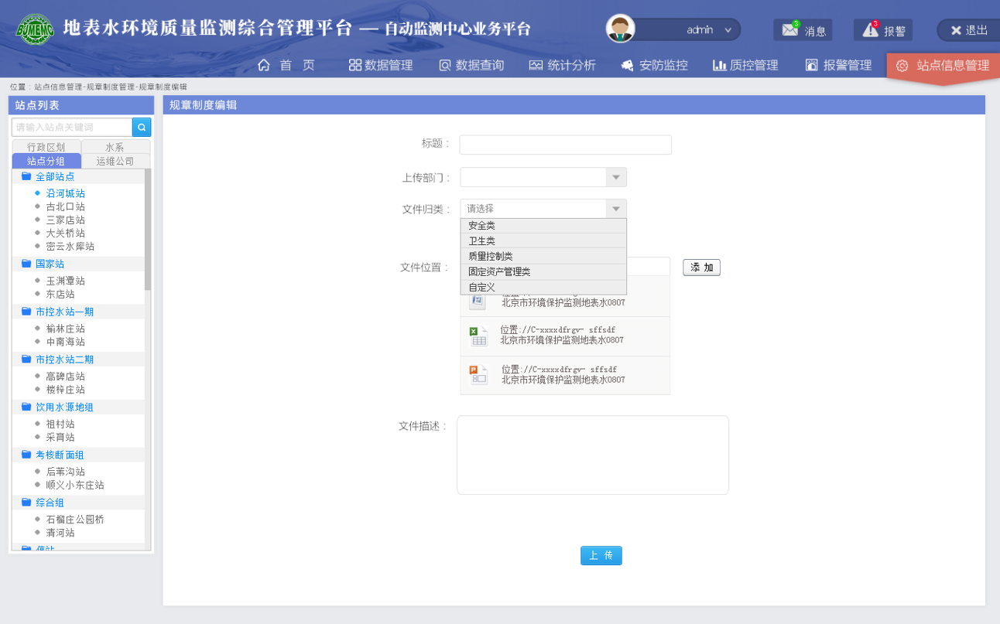 BJMEMC
地表水环境质量监测综合管理平台 — 自动监测中心业务平台
admin
3
消息
3
报警
退出
首 页
数据管理
数据查询
统计分析
安防监控
质控管理
报警管理
站点信息管理
位置：站点信息管理-规章制度管理-规章制度编辑
站点列表
请输入站点关键词
行政区划
水系
站点分组
运维公司
全部站点
沿河城站
古北口站
三家店站
大关桥站
密云水库站
国家站
玉渊潭站
东店站
市控水站一期
榆林庄站
中南海站
市控水站二期
高碑店站
楼梓庄站
饮用水源地组
祖村站
采育站
考核断面组
后苇沟站
顺义小东庄站
综合组
石榴庄公园桥
清河站
规章制度编辑
标题：
上传部门：
文件归类：
请选择
安全类
卫生类
质量控制类
固定资产管理类
自定义
文件位置：
添 加
北京市环境保护监测地表水0807
位置://C-xxxxdfrgv- sffsdf
北京市环境保护监测地表水0807
位置://C-xxxxdfrgv- sffsdf
北京市环境保护监测地表水0807
文件描述：
上 传